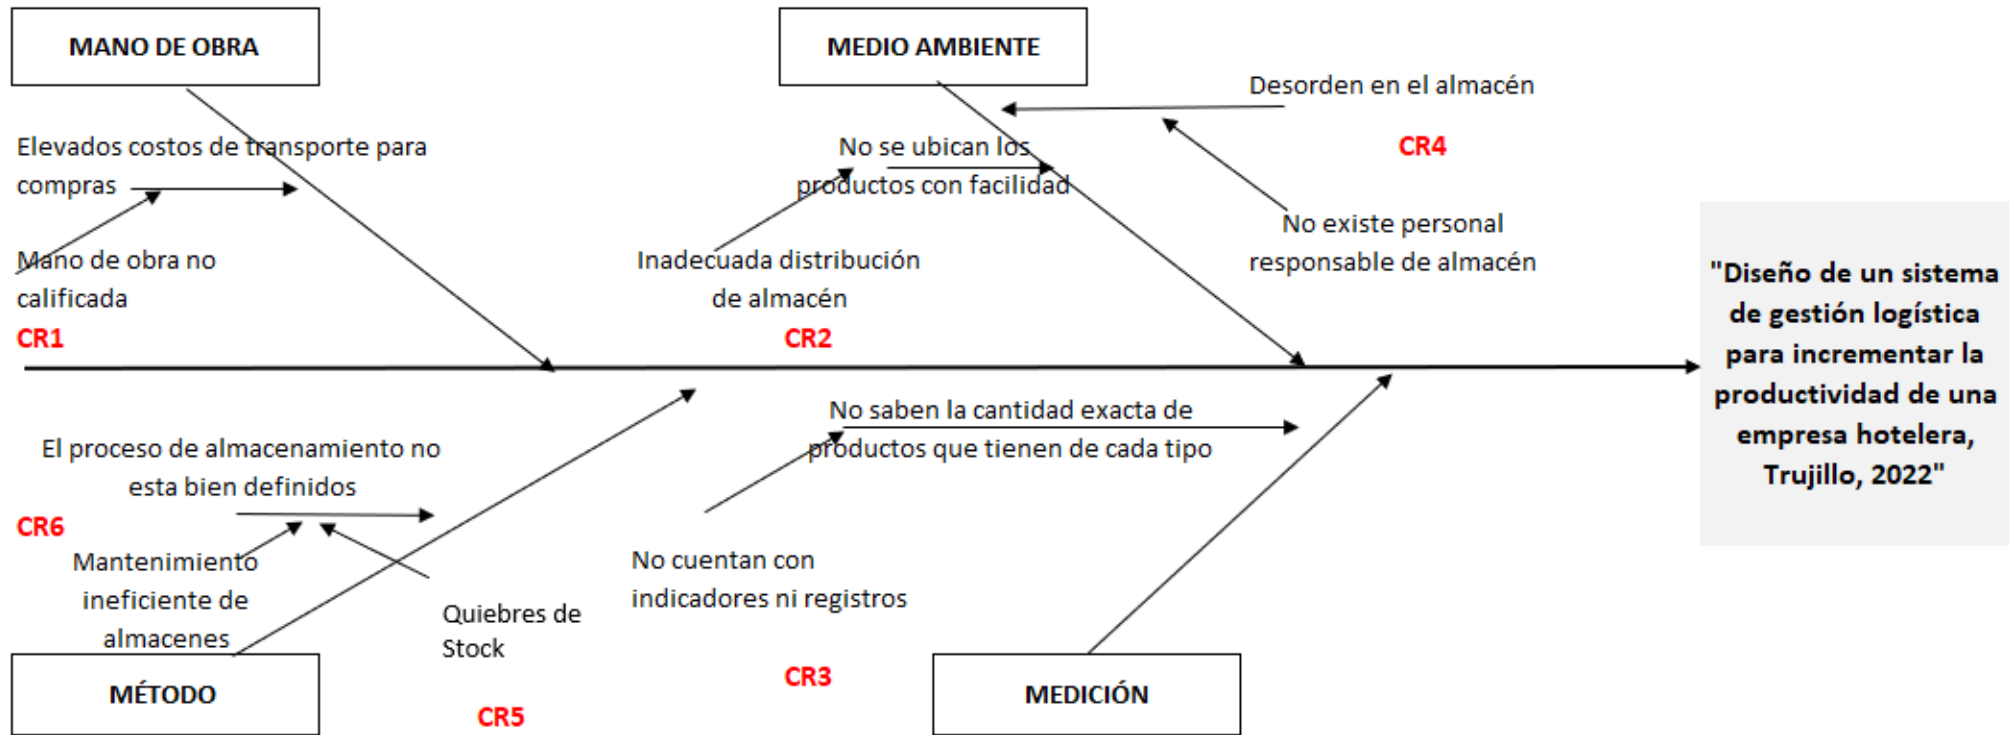 MANO DE OBRA
Elevados costos de transporte para
compras
Mano de obra no
calificada
CR1
MEDIO AMBIENTE
No se ubican los
productos con facilidad
Inadecuada distribución
de almacén
CR2
Desorden en el almacén
CR4
No existe personal
responsable de almacén
"Diseño de un sistema
de gestión logística
para incrementar la
productividad de una
empresa hotelera,
Trujillo, 2022"
El proceso de almacenamiento no
esta bien definidos
CR6
Mantenimiento
ineficiente de
almacenes
Quiebres de
Stock
CR5
MÉTODO
No saben la cantidad exacta de
productos que tienen de cada tipo
No cuentan con
indicadores ni registros
CR3
MEDICIÓN